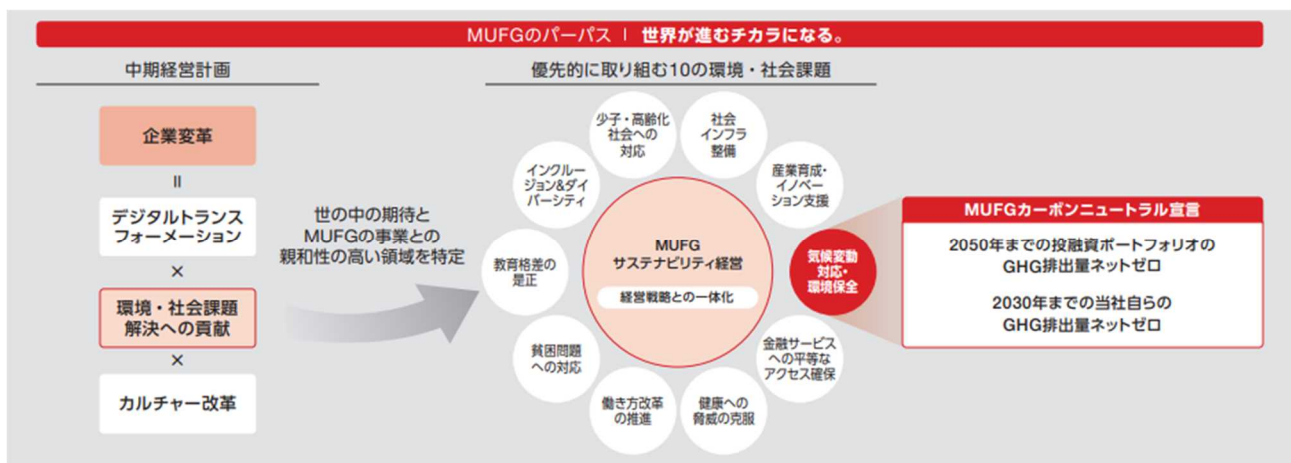 MUFGのパーパス | 世界が進むチカラになる。
中期経営計画
企業変革
=
デジタルトランス
フォーメーション
×
環境・社会課題
解決への貢献
×
カルチャー改革
世の中の期待と
MUFGの事業との
親和性の高い領域を特定
優先的に取り組む10の環境・社会課題
少子・高齢化
社会への
対応
社会
インフラ
整備
産業育成・
イノベー
ション支援
気候変動
対応・
環境保全
金融サービス
への平等な
アクセス確保
健康への
脅威の克服
働き方改革
の推進
貧困問題
への対応
教育格差の
是正
インクルー
ジョン&ダイ
バーシティ
MUFG
サステナビリティ経営
経営戦略との一体化
MUFGカーボンニュートラル宣言
2050年までの投融資ポートフォリオの
GHG排出量ネットゼロ
2030年までの当社自らの
GHG排出量ネットゼロ